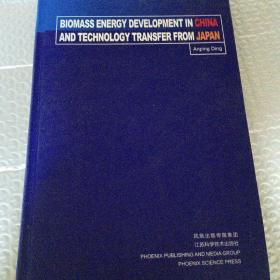 BIOMASS ENERGY DEVELOPMENT IN CHINA
AND TECHNOLOGY TRANSFER FROM JAPAN
Anping Ding
凤凰出版传媒集团
江苏科学技术出版社
PHOENIX PUBLISHING AND MEDIA GROUP
PHOENIX SCIENCE PRESS